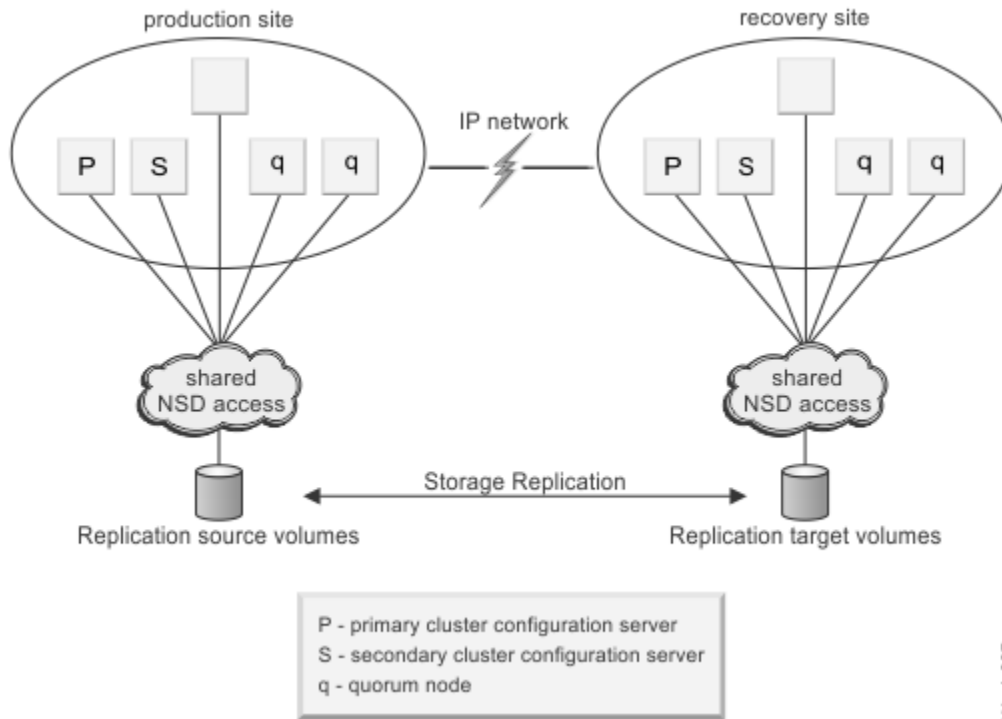 production site
recovery site
IP network
P
S
q
q
P
S
q
q
shared
NSD access
shared
NSD access
Storage Replication
Replication source volumes
Replication target volumes
P - primary cluster configuration server
S - secondary cluster configuration server
q - quorum node